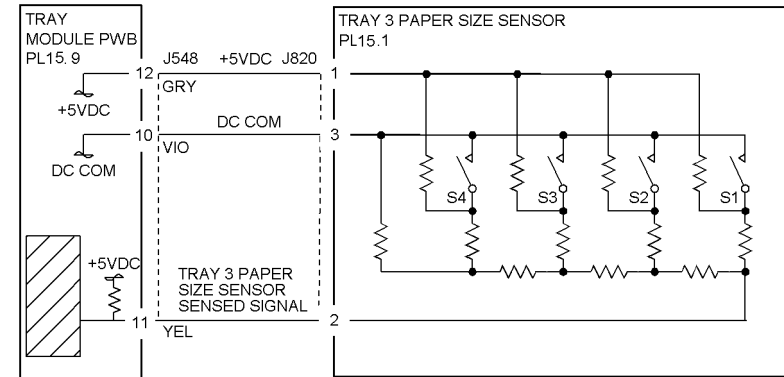 TRAY
MODULE PWB
PL15.9
TRAY 3 PAPER SIZE SENSOR
PL15.1
J548 +5VDC J820
12
1
GRY
+5VDC
DC COM
10
3
VIO
DC COM
S4
S3
S2
S1
+5VDC
TRAY 3 PAPER
SIZE SENSOR
SENSED SIGNAL
11
2
YEL